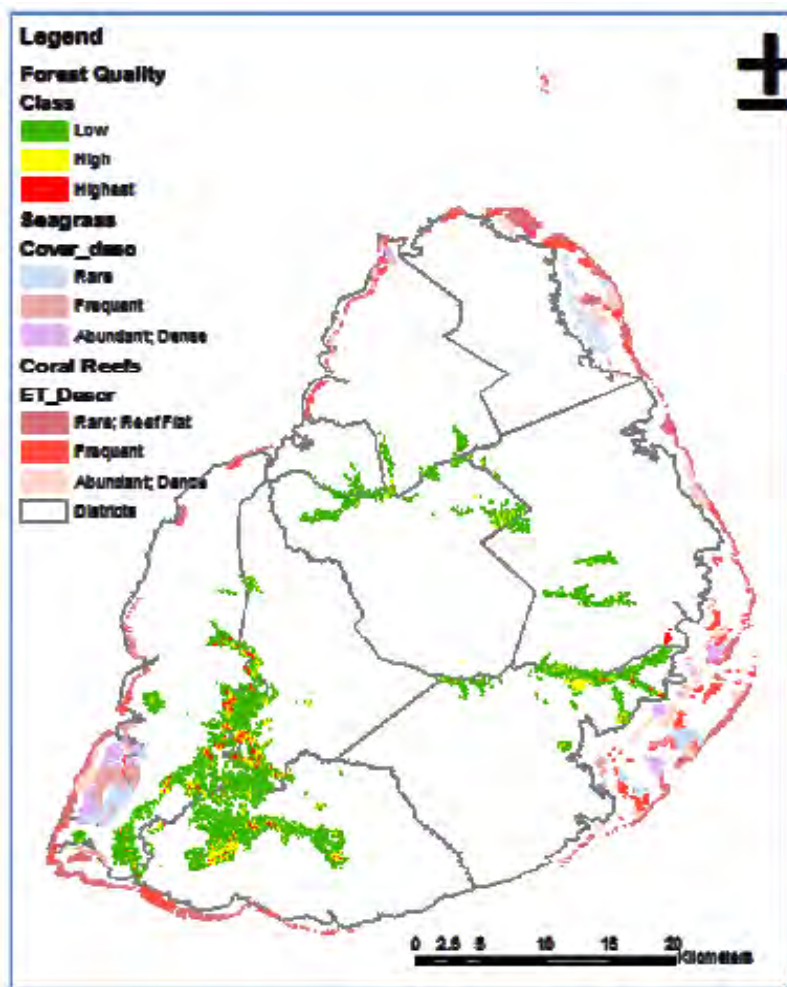 Legend
Forest Quality
Class
Low
High
Highest
Seagrass
Cover_desc
Rare
Frequent
Abundant; Dense
Coral Reefs
ET_Descr
Rare; Reef Flat
Frequent
Abundant; Dense
Districts
0 2.5 5 10 15 20
Kilometers